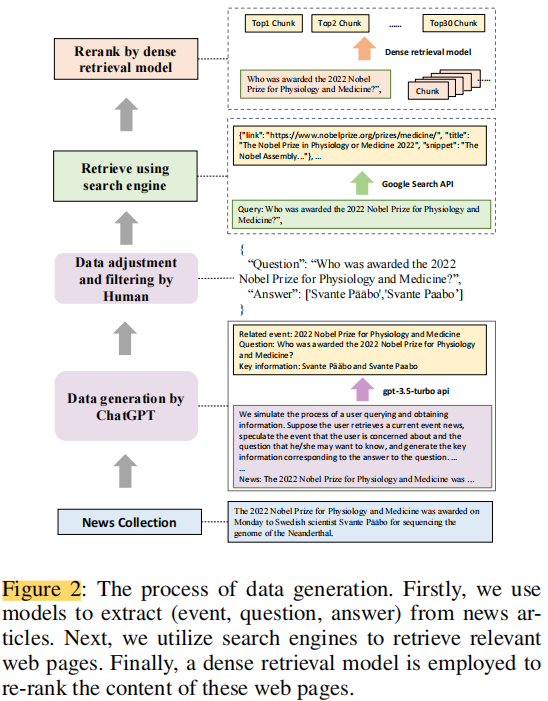 Top1 Chunk
Top2 Chunk
......
Top30 Chunk
Rerank by dense
retrieval model
Dense retrieval model
Who was awarded the 2022 Nobel
Prize for Physiology and Medicine?”,
Chunk
......
{"link": "https://www.nobelprize.org/prizes/medicine/", "title":
"The Nobel Prize in Physiology or Medicine 2022", "snippet": "The
Nobel Assembly..."}, ...
Retrieve using
search engine
Google Search API
Query: Who was awarded the 2022 Nobel Prize for Physiology and
Medicine?”,
Data adjustment
and filtering by
Human
{
“Question”: “Who was awarded the 2022
Nobel Prize for Physiology and Medicine?”,
“Answer”: ['Svante Pääbo','Svante Paabo’]
}
Related event: 2022 Nobel Prize for Physiology and Medicine
Question: Who was awarded the 2022 Nobel Prize for Physiology
and Medicine?
Key information: Svante Pääbo and Svante Paabo
Data generation by
ChatGPT
gpt-3.5-turbo api
We simulate the process of a user querying and obtaining
information. Suppose the user retrieves a current event news,
speculate the event that the user is concerned about and the
question that he/she may want to know, and generate the key
information corresponding to the answer to the question. ...
...
News: The 2022 Nobel Prize for Physiology and Medicine was ...
News Collection
The 2022 Nobel Prize for Physiology and Medicine was awarded on
Monday to Swedish scientist Svante Pääbo for sequencing the
genome of the Neanderthal.
Figure 2: The process of data generation. Firstly, we use
models to extract (event, question, answer) from news ar-
ticles. Next, we utilize search engines to retrieve relevant
web pages. Finally, a dense retrieval model is employed to
re-rank the content of these web pages.